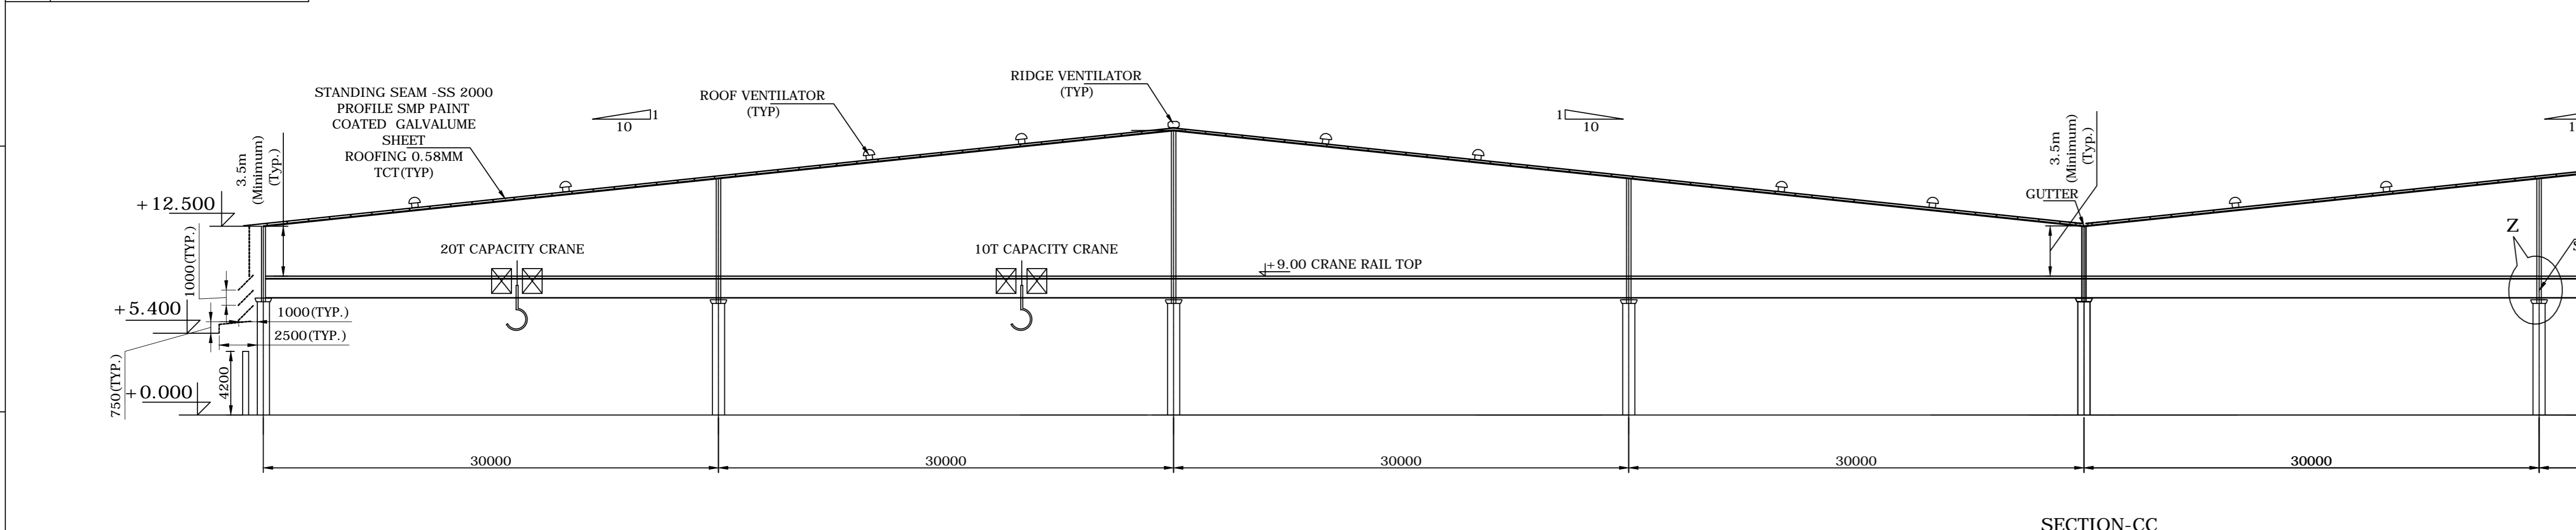 RIDGE VENTILATOR
(TYP)
STANDING SEAM -SS 2000
PROFILE SMP PAINT
COATED GALVALUME
SHEET
ROOFING 0.58MM
TCT(TYP)
ROOF VENTILATOR
(TYP)
1
10
1
10
3.5m
(Minimum)
(Typ.)
3.5m
(Minimum)
(Typ.)
GUTTER
+12.500
1000(TYP.)
20T CAPACITY CRANE
10T CAPACITY CRANE
+9.00 CRANE RAIL TOP
Z
+5.400
1000(TYP.)
2500(TYP.)
750(TYP.)
4200
+0.000
30000
30000
30000
30000
30000
SECTION-CC